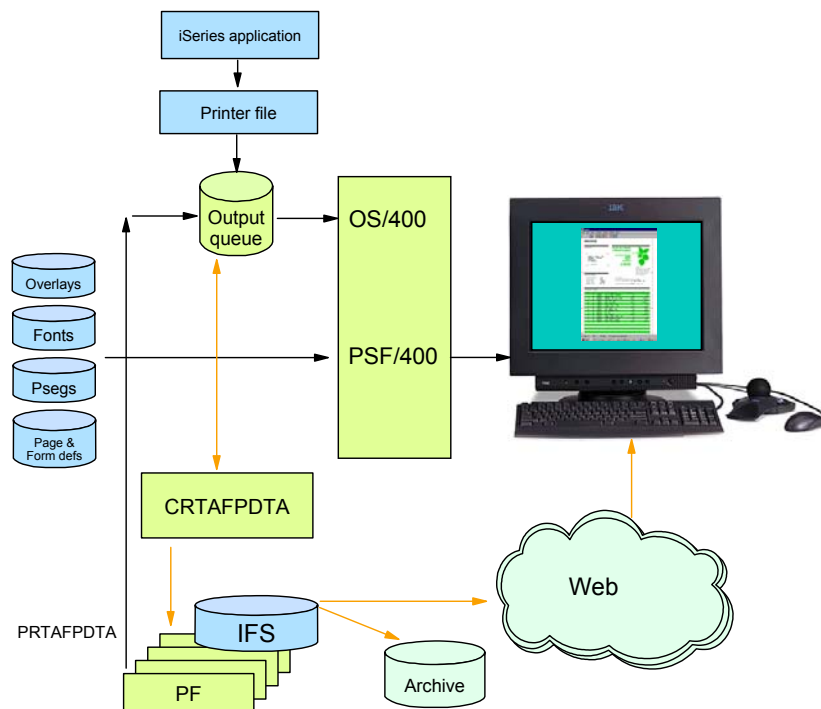 iSeries application
Printer file
Output
queue
OS/400
IBM
Overlays
Fonts
Psegs
Page &
Form defs
PSF/400
CRTAFPDTA
Web
PRTAFPDTA
IFS
PF
Archive